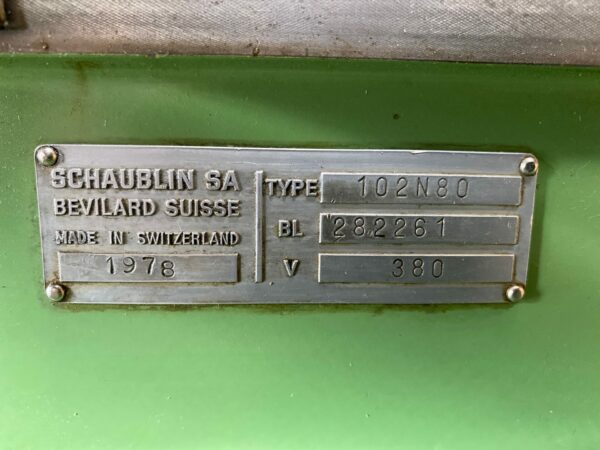 SCHAUBLIN SA
BEVILARD SUISSE
MADE IN SWITZERLAND
1978
TYPE 102N80
BL 282261
V 380